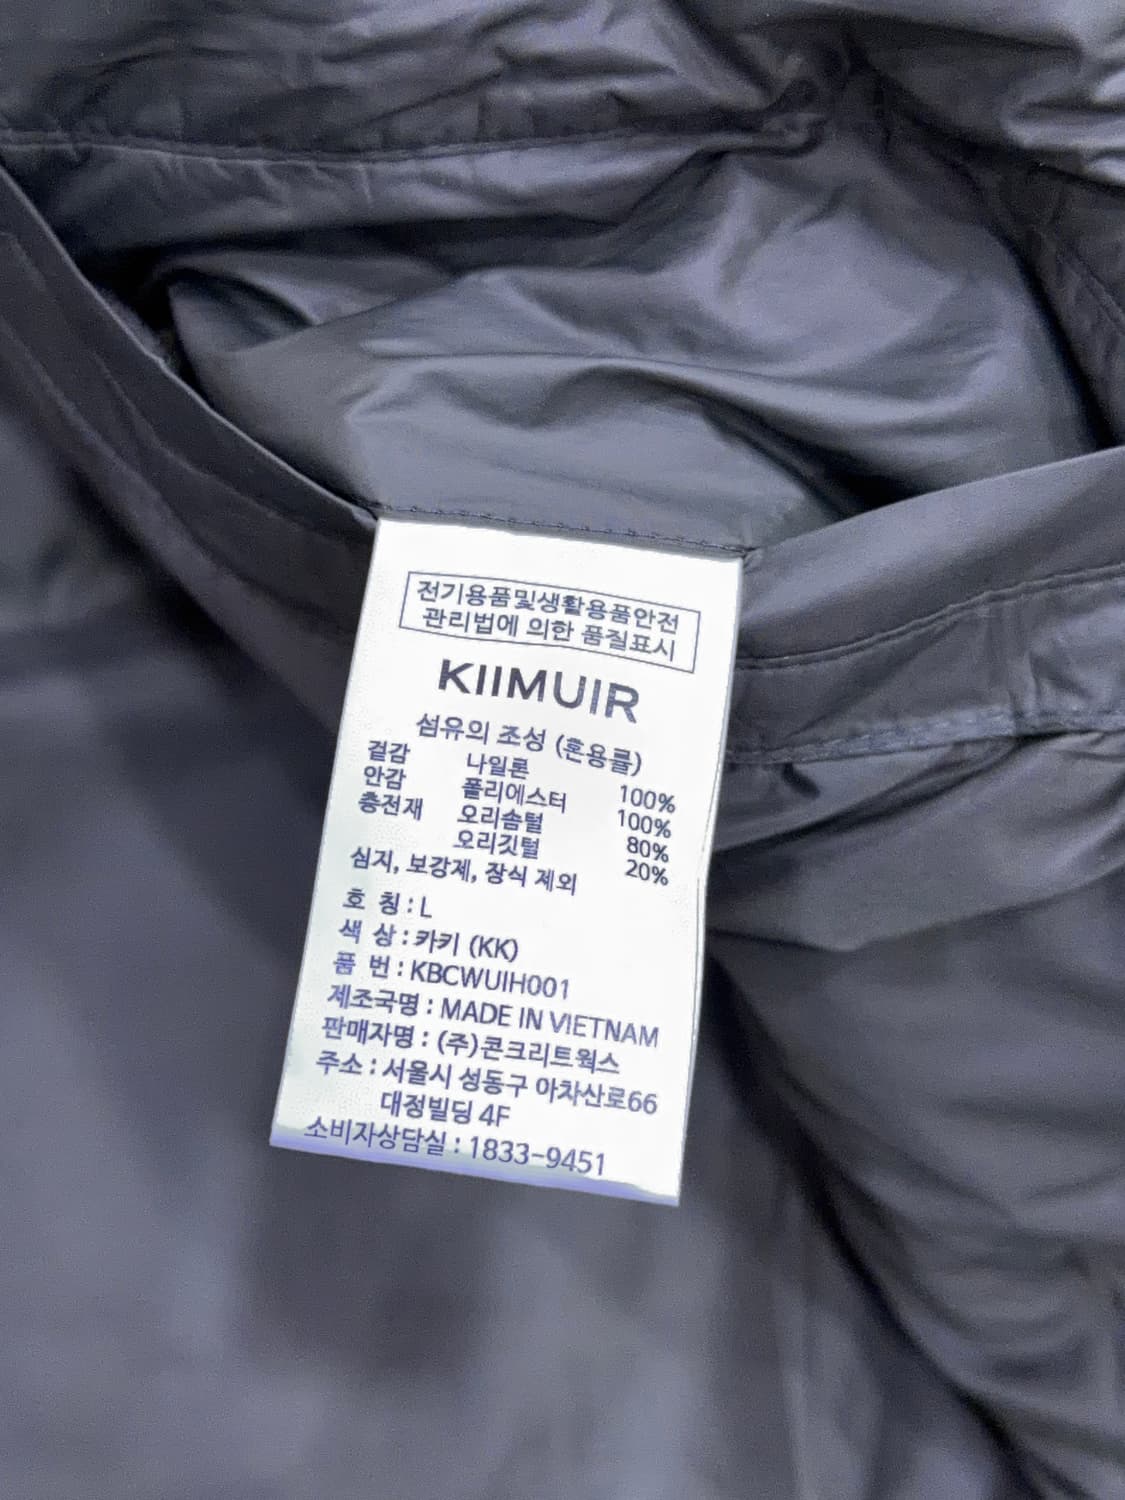 전기용품및생활용품안전
관리법에 의한 품질표시
KIIMUIR
섬유의 조성 (혼용률)
겉감 나일론 100%
안감 폴리에스터 100%
충전재 오리솜털 80%
오리깃털 20%
심지, 보강제, 장식 제외
호 칭 : L
색 상 : 카키 (KK)
품 번 : KBCWUIH001
제조국명 : MADE IN VIETNAM
판매자명 : (주)콘크리트웍스
주소 : 서울시 성동구 아차산로66
대정빌딩 4F
소비자상담실 : 1833-9451